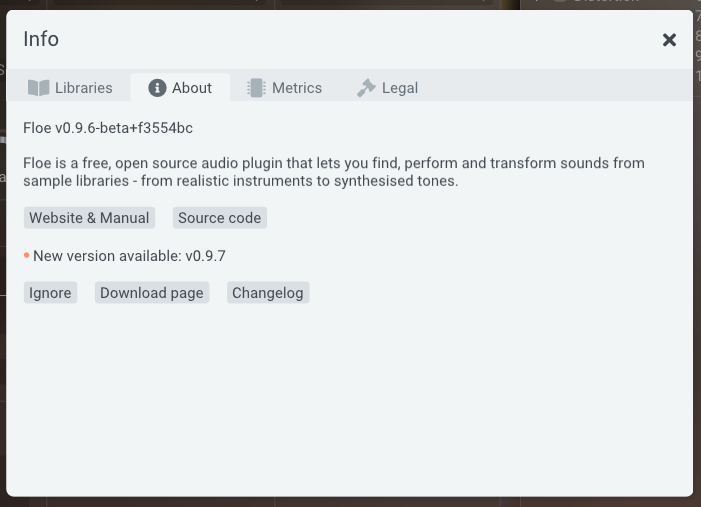 Info
Libraries
About
Metrics
Legal
Floe v0.9.6-beta+f3554bc
Floe is a free, open source audio plugin that lets you find, perform and transform sounds from
sample libraries - from realistic instruments to synthesised tones.
Website & Manual
Source code
New version available: v0.9.7
Ignore
Download page
Changelog